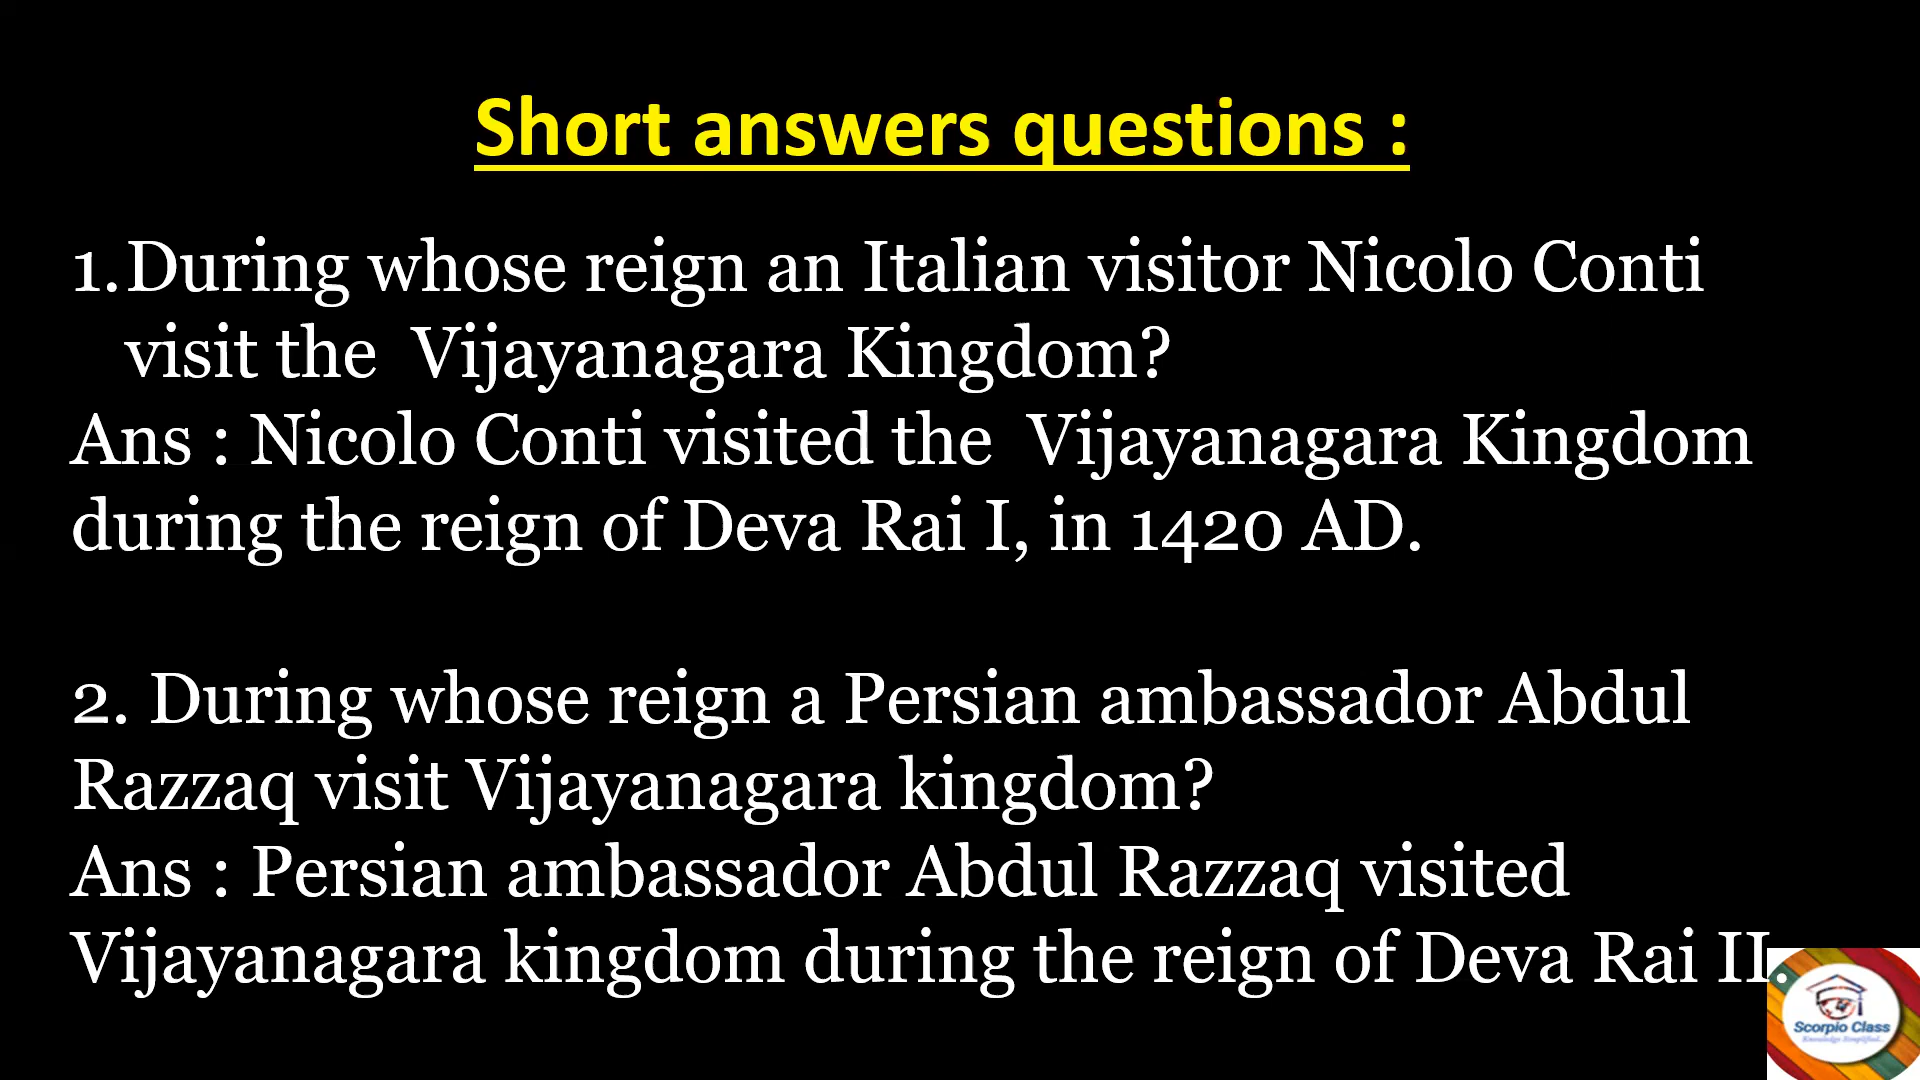 Short answers questions :
1. During whose reign an Italian visitor Nicolo Conti
visit the Vijayanagara Kingdom?
Ans : Nicolo Conti visited the Vijayanagara Kingdom
during the reign of Deva Rai I, in 1420 AD.
2. During whose reign a Persian ambassador Abdul
Razzaq visit Vijayanagara kingdom?
Ans : Persian ambassador Abdul Razzaq visited
Vijayanagara kingdom during the reign of Deva Rai II.
Scorpio Class
Knowledge Simplified...